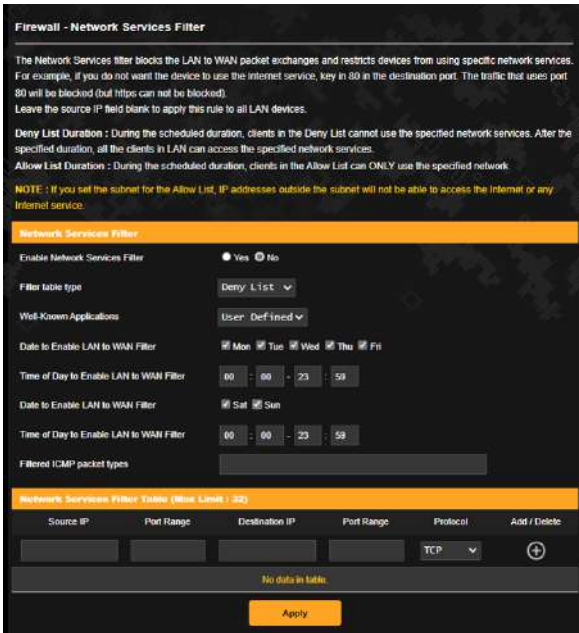 Firewall - Network Services Filter
The Network Services filter blocks the LAN to WAN packet exchanges and restricts devices from using specific network services.
For example, if you do not want the device to use the Internet service, key in 80 in the destination port. The traffic that uses port
80 will be blocked (but https can not be blocked).
Leave the source IP field blank to apply this rule to all LAN devices.
Deny List Duration : During the scheduled duration, clients in the Deny List cannot use the specified network services. After the
specified duration, all the clients in LAN can access the specified network services.
Allow List Duration : During the scheduled duration, clients in the Allow List can ONLY use the specified network
NOTE : If you set the subnet for the Allow List, IP addresses outside the subnet will not be able to access the Internet or any
Internet service.
Network Services Filter
Enable Network Services Filter Yes No
Filter table type Deny List
Well-Known Applications User Defined
Date to Enable LAN to WAN Filter Mon Tue Wed Thu Fri
Time of Day to Enable LAN to WAN Filter 00 : 00 - 23 : 59
Date to Enable LAN to WAN Filter Sat Sun
Time of Day to Enable LAN to WAN Filter 00 : 00 - 23 : 59
Filtered ICMP packet types
Network Services Filter Table (Max Limit : 32)
Source IP Port Range Destination IP Port Range Protocol Add / Delete
TCP
No data in table.
Apply